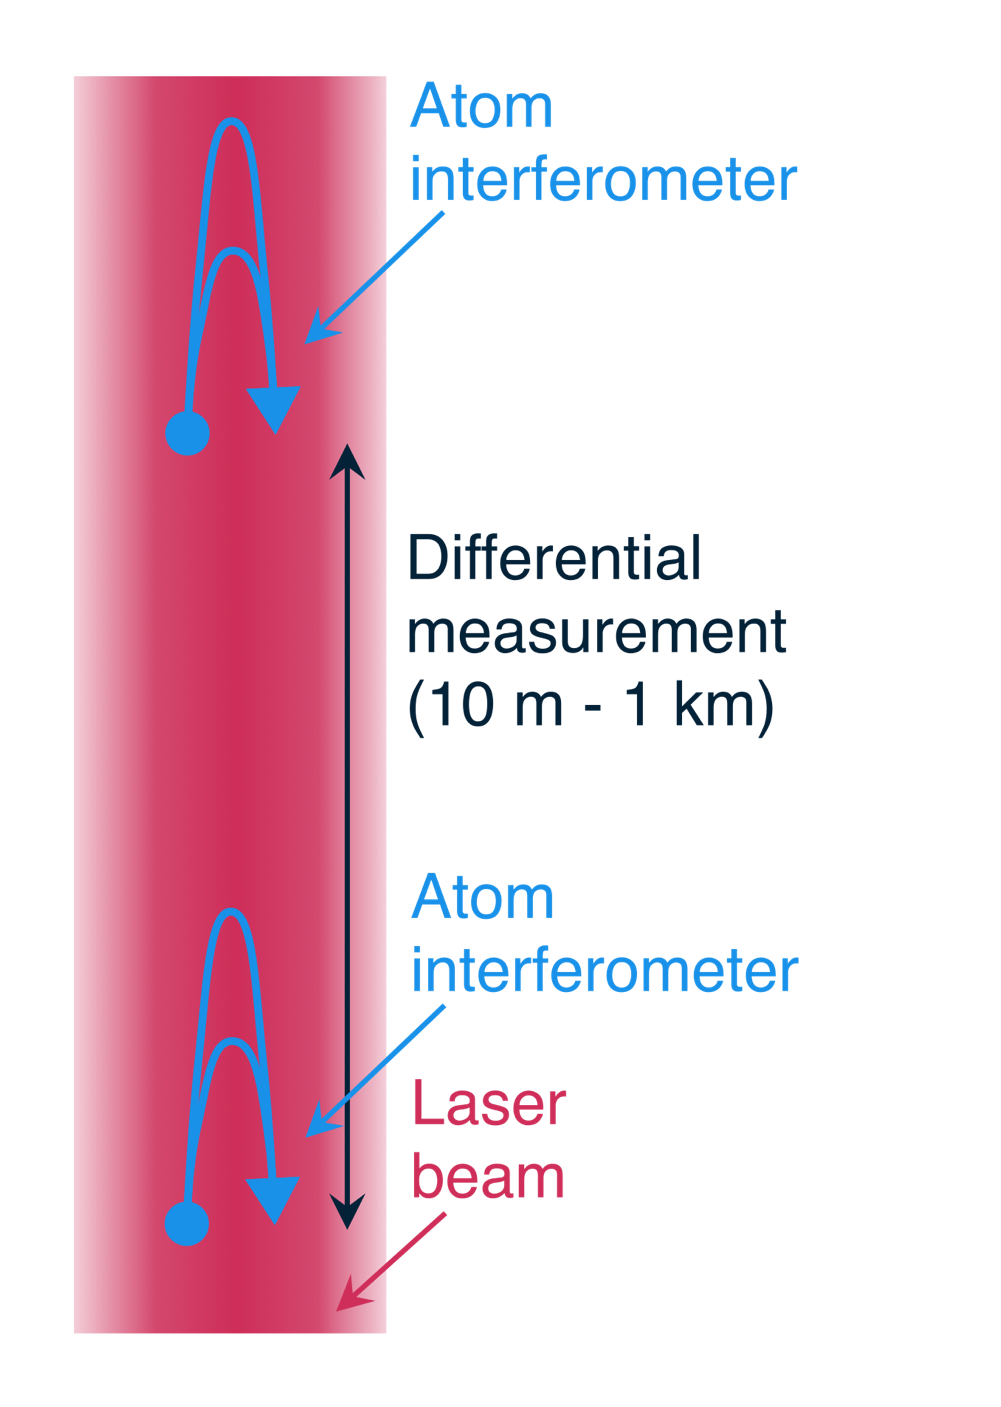 Atom
interferometer
Differential
measurement
(10 m - 1 km)
Atom
interferometer
Laser
beam